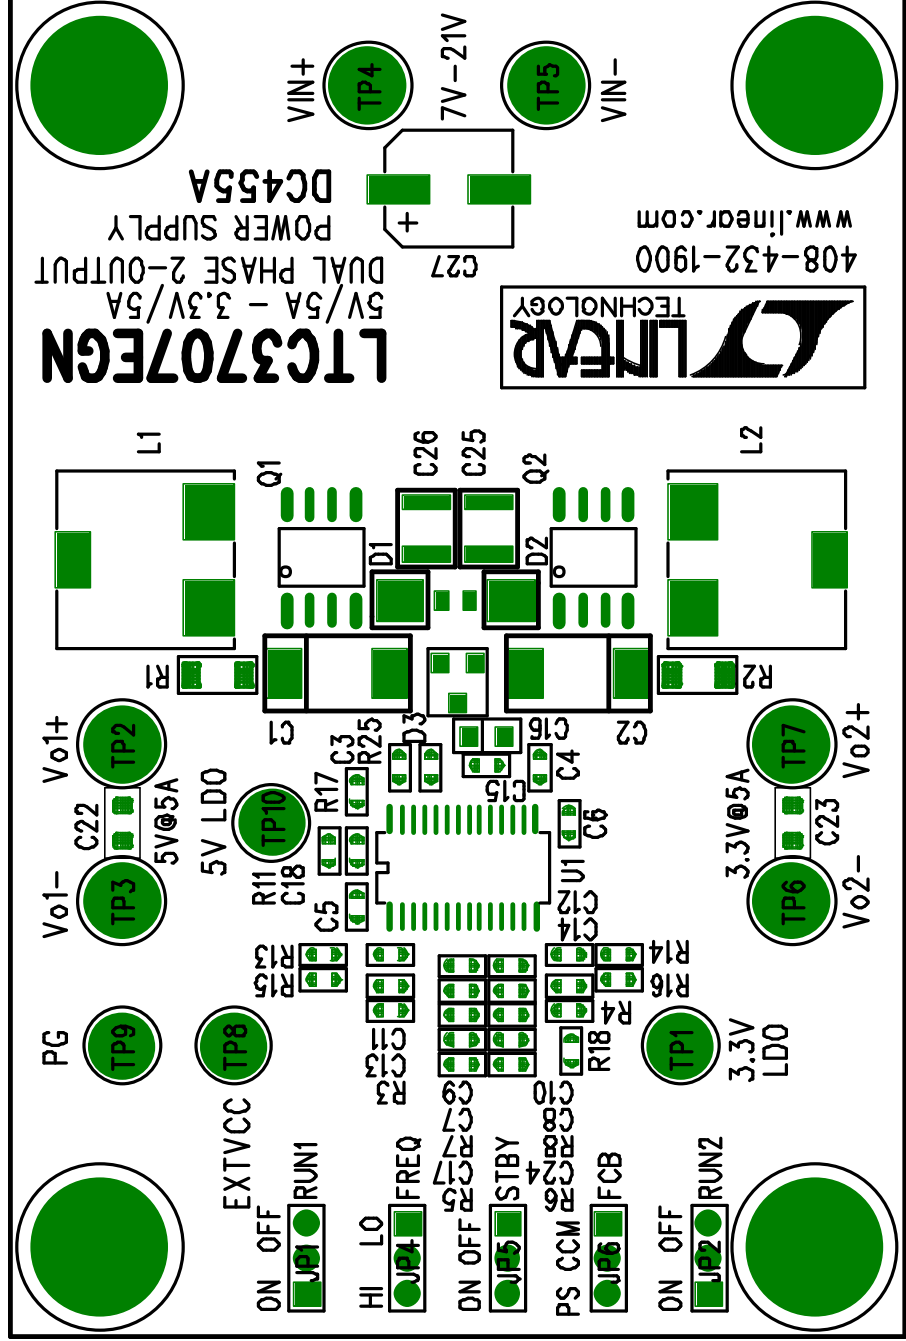 VIN+
TP4
7V-21V
TP5
VIN-
DC455A
POWER SUPPLY
DUAL PHASE 2-OUTPUT
5V/5A - 3.3V/5A
LTC3707EGN
+
C27
www.linear.com
408-432-1900
TECHNOLOGY
LINEAR
L1
Q1
C26
C25
Q2
L2
D1
D2
R1
C1
D3
C16
C2
R2
Vo1+
TP2
C22
5V@5A
Vo1-
TP3
5V LDO
TP10
R17
C3
R25
C15
C4
C6
R11
C18
C5
U1
C12
C14
TP7
Vo2+
3.3V@5A
C23
TP6
Vo2-
R13
R15
C11
C13
R3
R14
R16
R4
R18
PG
TP9
TP8
EXTVCC
TP1
3.3V
LDO
C9
C7
R7
C17
R5
C10
C8
R8
C24
R6
ON OFF
JP1
RUN1
HI LO
JP4
FREQ
ON OFF
JP5
STBY
PS CCM
JP6
FCB
ON OFF
JP2
RUN2